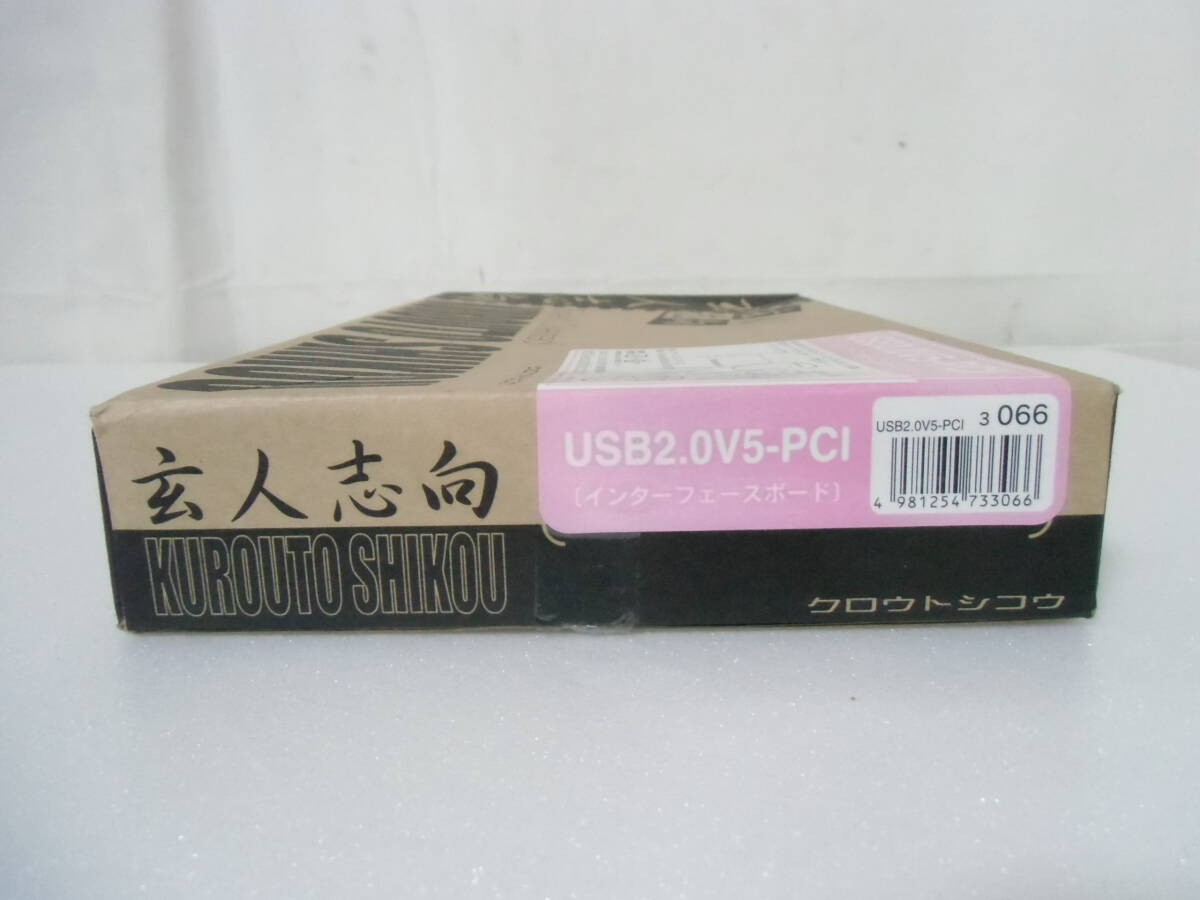 玄人志向
KUROUTO SHIKOU
USB2.0V5-PCI
〔インターフェースボード〕
USB2.0V5-PCI 3 066
4 981254 733066
クロウトシコウ